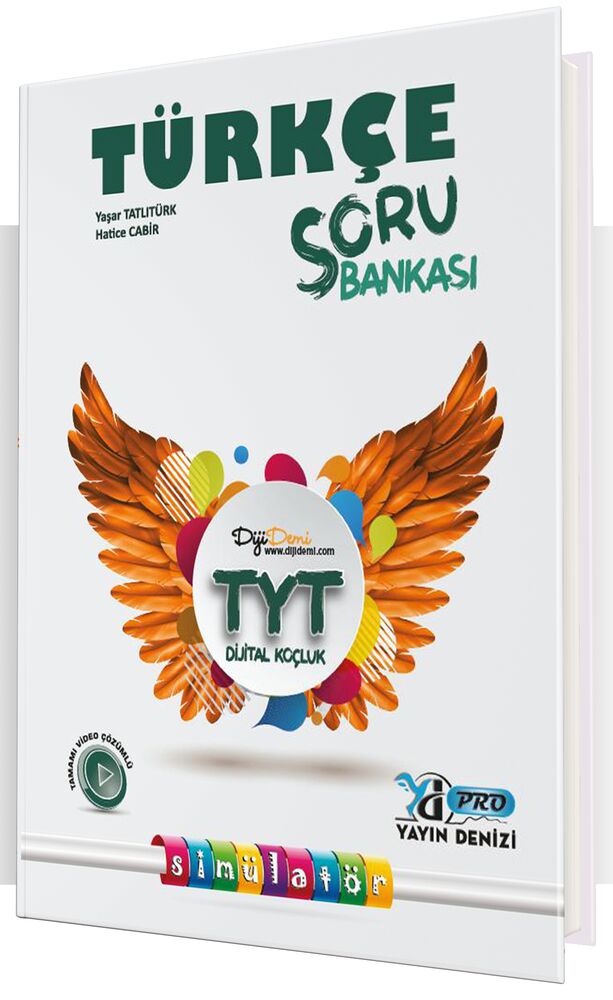 TÜRKÇE
Yaşar TATLITÜRK
Hatice CABİR
SORU
BANKASI
DijiDemi
www.dijidemi.com
TYT
DİJİTAL KOÇLUK
TAMAMI VİDEO ÇÖZÜMLÜ
yd PRO
YAYIN DENİZİ
simülatör